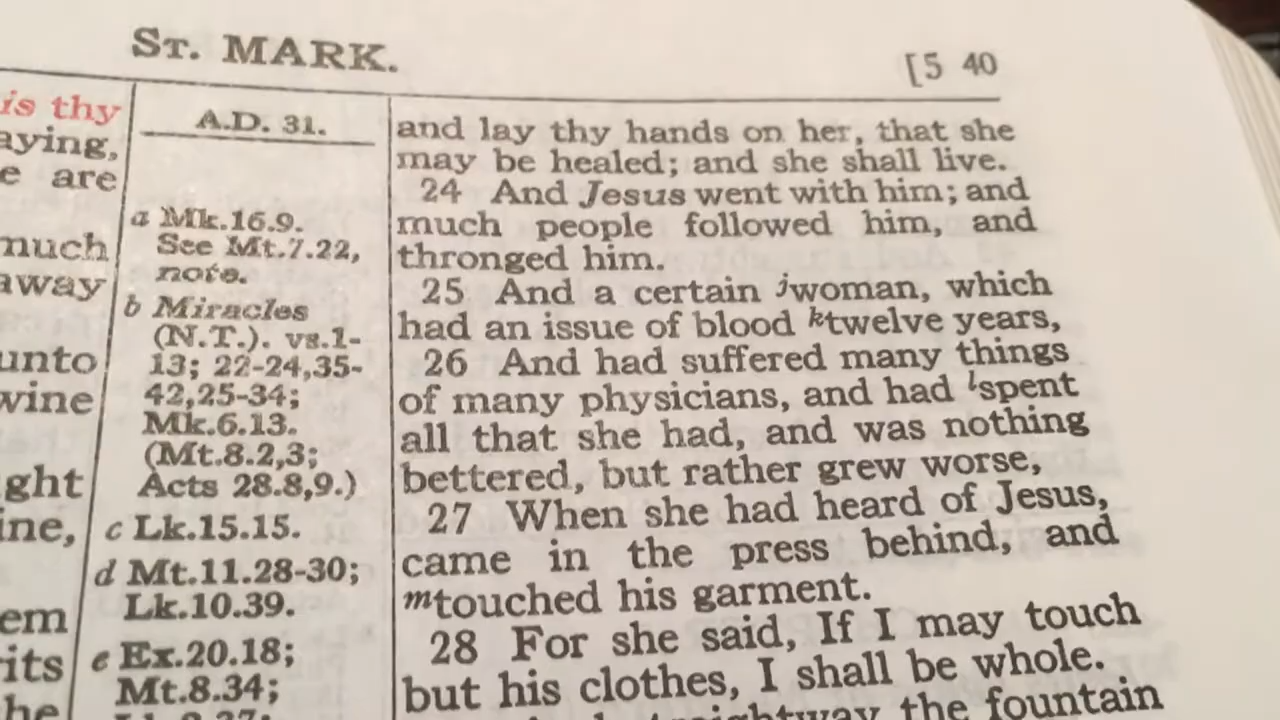 ST. MARK.
[5 40
is thy
aying,
e are
much
away
unto
wine
ght
ine,
em
its
he
A.D. 31.
a Mk.16.9.
See Mt.7.22,
note.
b Miracles
(N.T.). vs.1-
13; 22-24,35-
42,25-34;
Mk.6.13.
(Mt.8.2,3;
Acts 28.8,9.)
c Lk.15.15.
d Mt.11.28-30;
Lk.10.39.
e Ex.20.18;
Mt.8.34;
and lay thy hands on her, that she
may be healed; and she shall live.
24 And Jesus went with him; and
much people followed him, and
thronged him.
25 And a certain jwoman, which
had an issue of blood ktwelve years,
26 And had suffered many things
of many physicians, and had lspent
all that she had, and was nothing
bettered, but rather grew worse,
27 When she had heard of Jesus,
came in the press behind, and
mtouched his garment.
28 For she said, If I may touch
but his clothes, I shall be whole.
the fountain